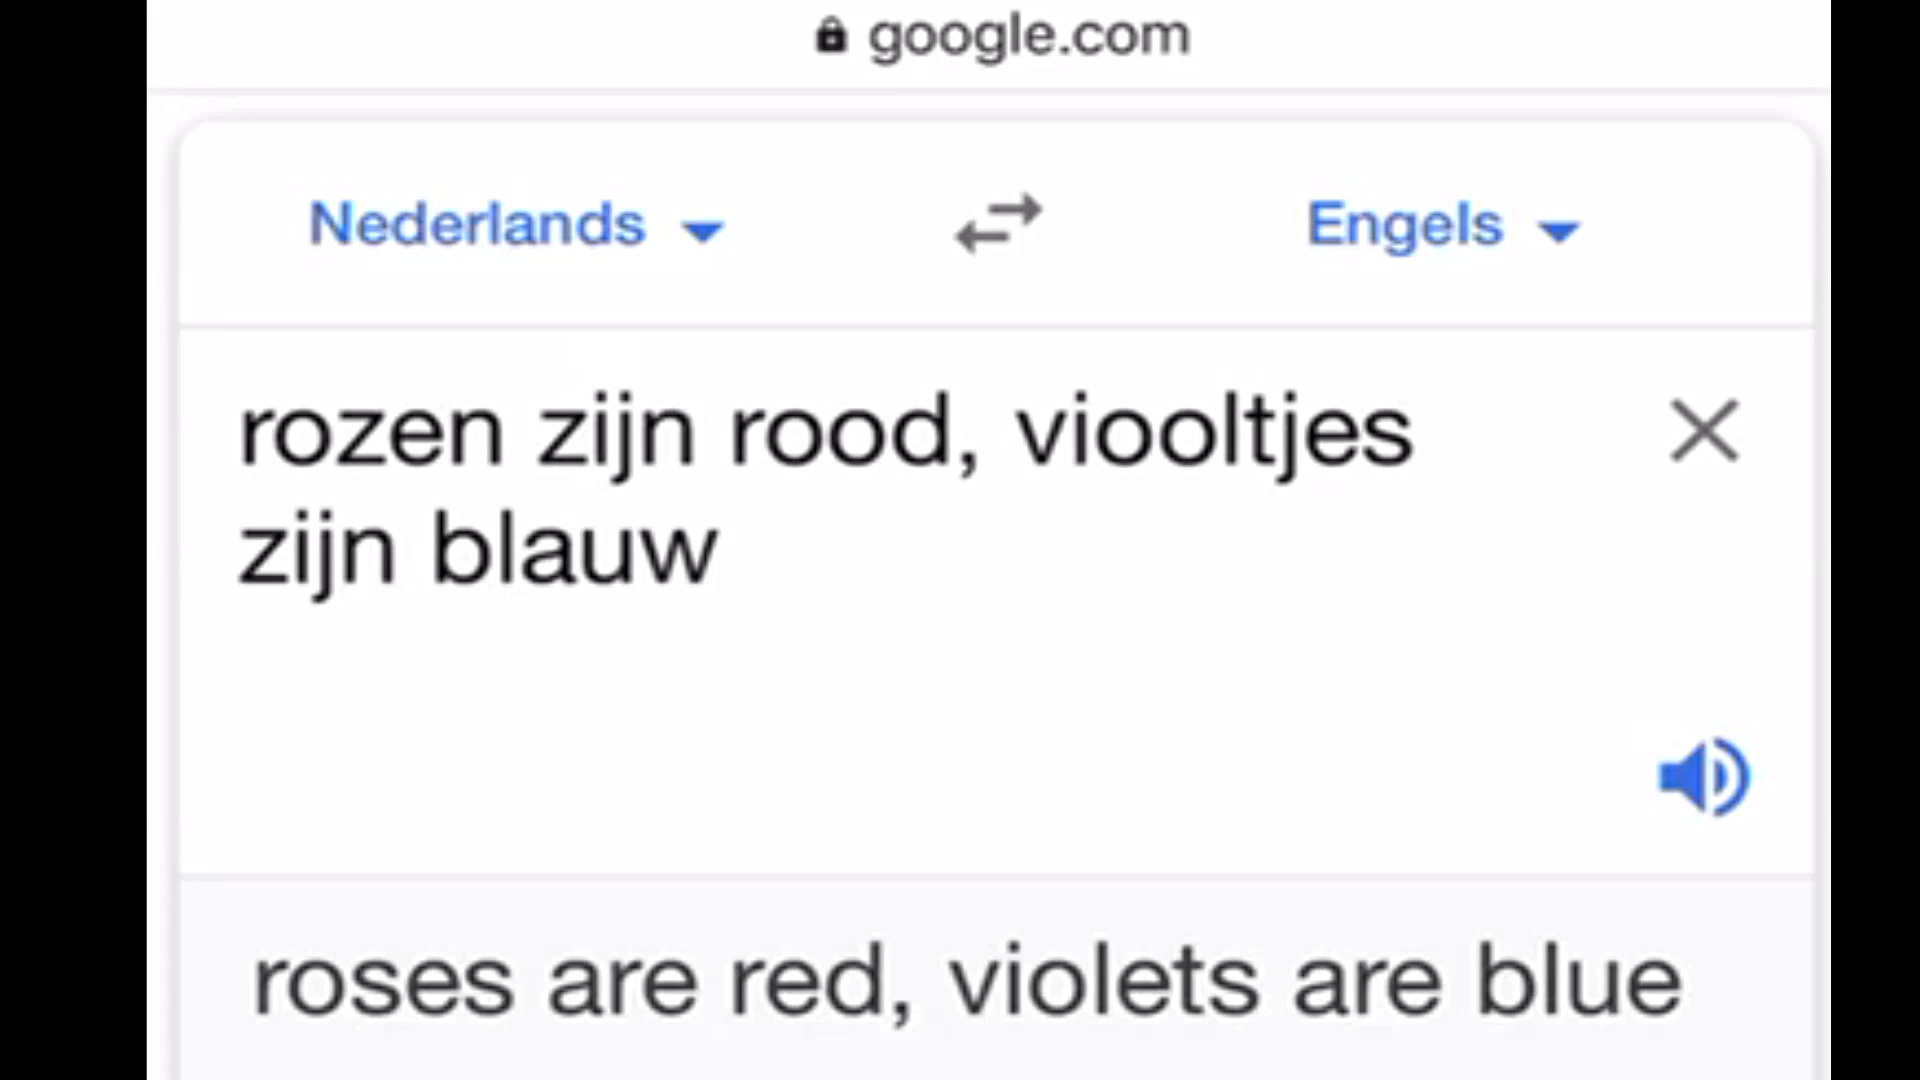 google.com
Nederlands
Engels
rozen zijn rood, viooltjes
zijn blauw
roses are red, violets are blue